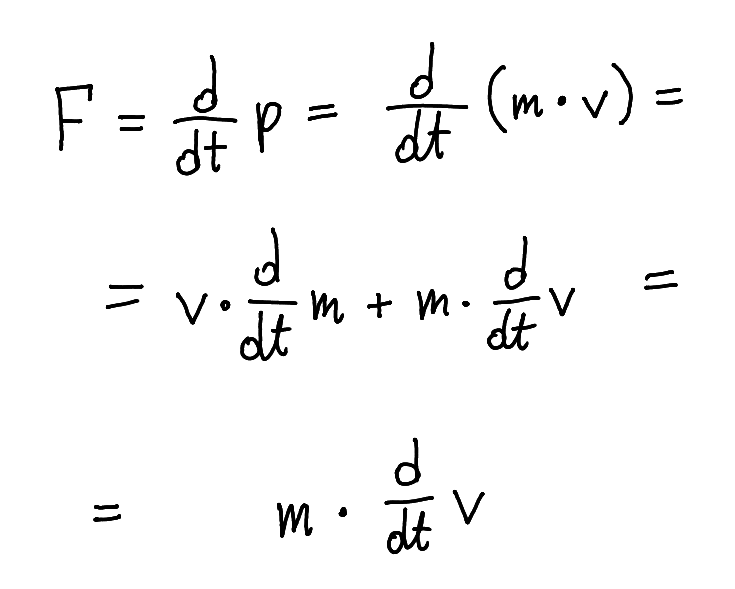 F = d/dt p = d/dt (m · v) =
= v · d/dt m + m · d/dt v =
= m · d/dt v